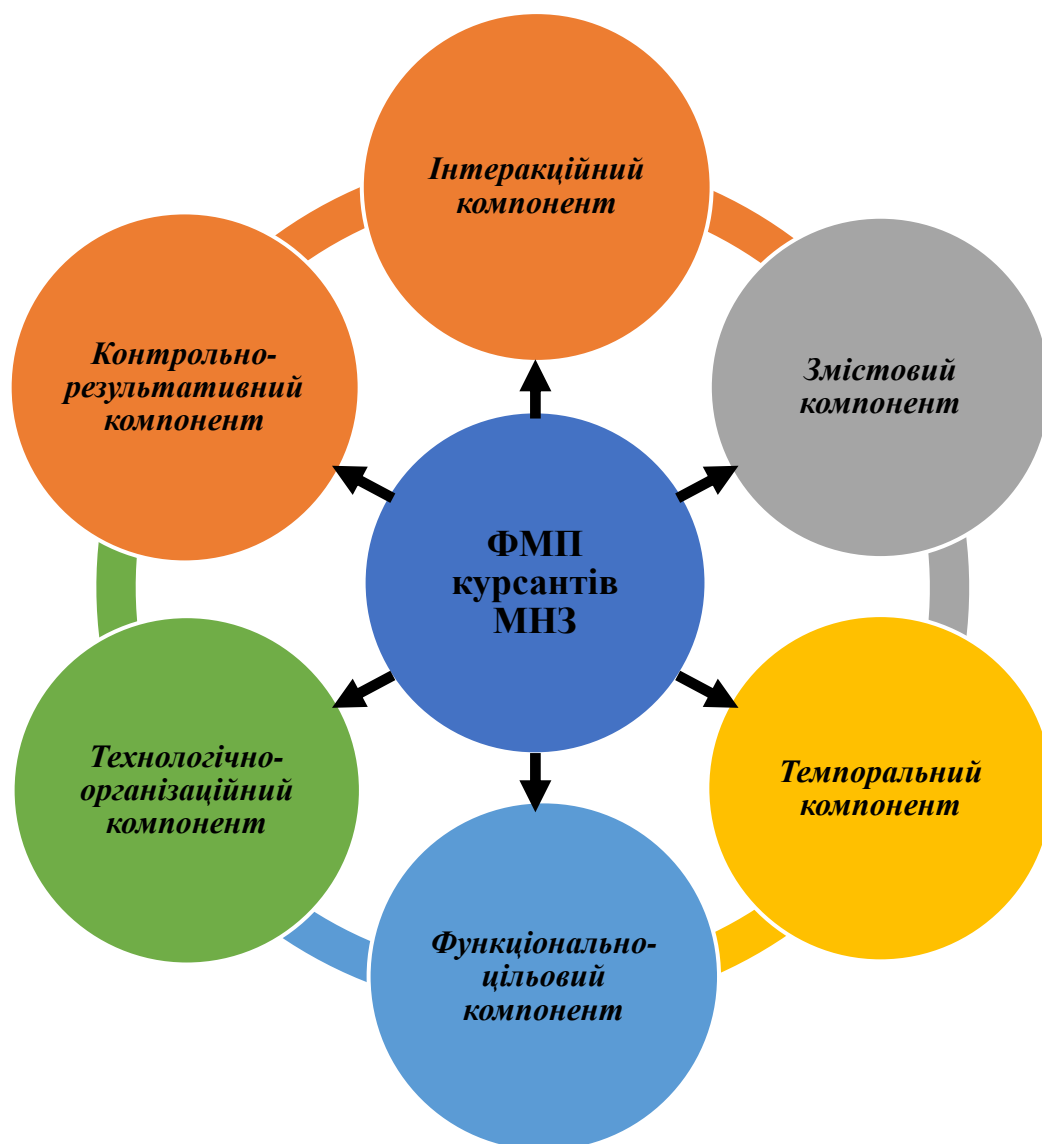 Інтеракційний
компонент
Контрольно-
результативний
компонент
Змістовий
компонент
ФМП
курсантів
МНЗ
Технологічно-
організаційний
компонент
Темпоральний
компонент
Функціонально-
цільовий
компонент